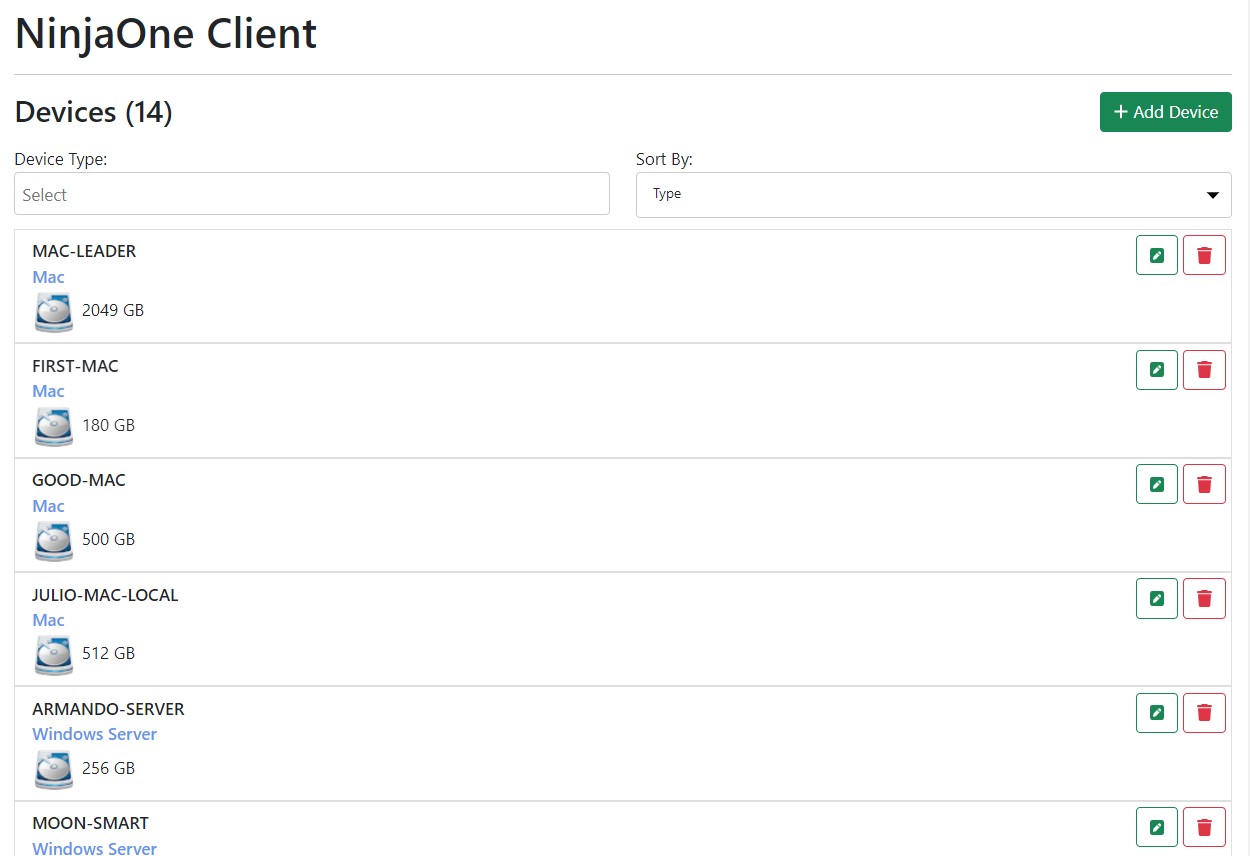 NinjaOne Client
Devices (14)
+ Add Device
Device Type:
Sort By:
Select
Type
MAC-LEADER
Mac
2049 GB
FIRST-MAC
Mac
180 GB
GOOD-MAC
Mac
500 GB
JULIO-MAC-LOCAL
Mac
512 GB
ARMANDO-SERVER
Windows Server
256 GB
MOON-SMART
Windows Server